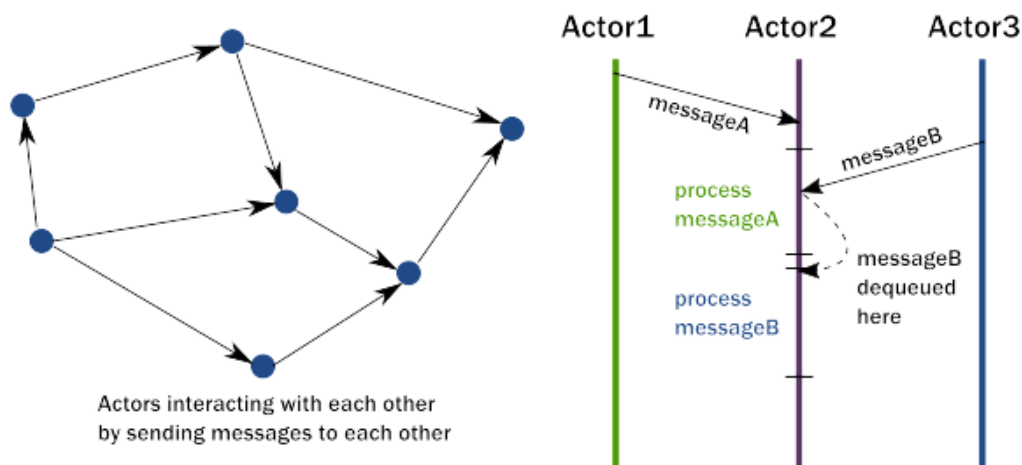 Actor1
Actor2
Actor3
messageA
messageB
process
messageA
messageB
dequeued
here
process
messageB
Actors interacting with each other
by sending messages to each other